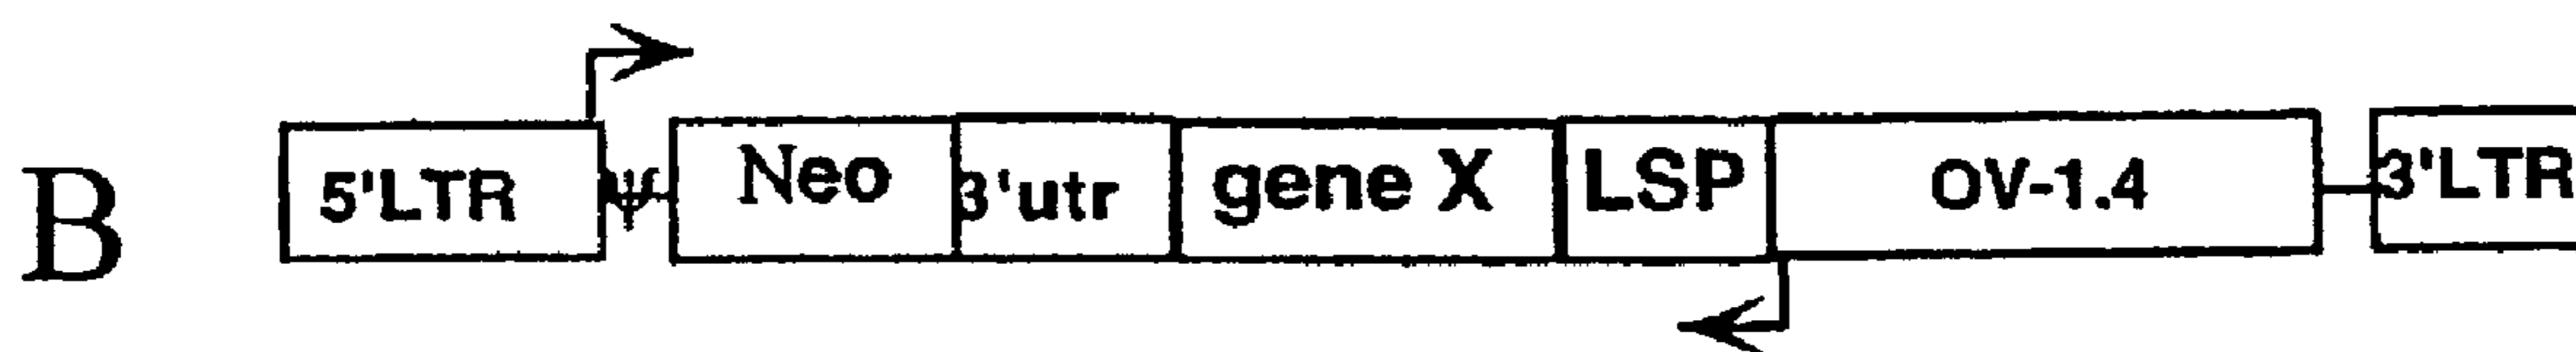 B 5'LTR ψ Neo 3'utr gene X LSP OV-1.4 3'LTR